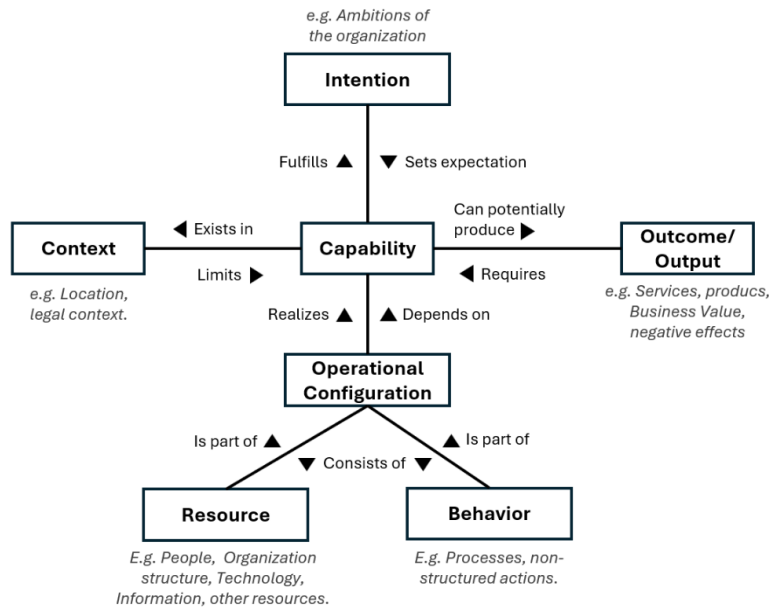 e.g. Ambitions of
the organization
Intention
Fulfills ▲ ▼ Sets expectation
Context
◀ Exists in
Limits ▶
Capability
Can potentially
produce ▶
◀ Requires
Outcome/
Output
e.g. Location,
legal context.
e.g. Services, producs,
Business Value,
negative effects
Realizes ▲ ▲ Depends on
Operational
Configuration
Is part of ▲
▲ Is part of
▼ Consists of ▼
Resource
Behavior
E.g. People, Organization
structure, Technology,
Information, other resources.
E.g. Processes, non-
structured actions.